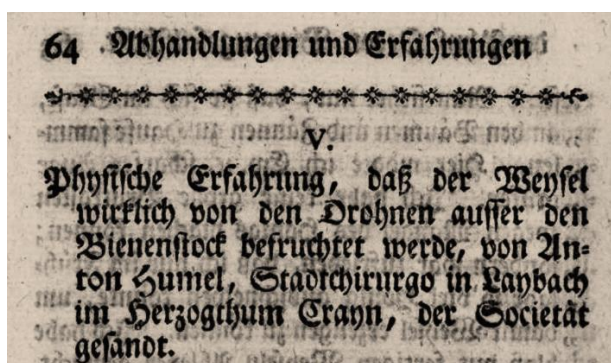 64 Abhandlungen und Erfahrungen
V.
Physische Erfahrung, daß der Weysel
wirklich von den Drohnen ausser den
Bienenstock befruchtet werde, von An=
ton Humel, Stadtchirurgo in Laybach
im Herzogthum Crayn, der Societät
gesandt.